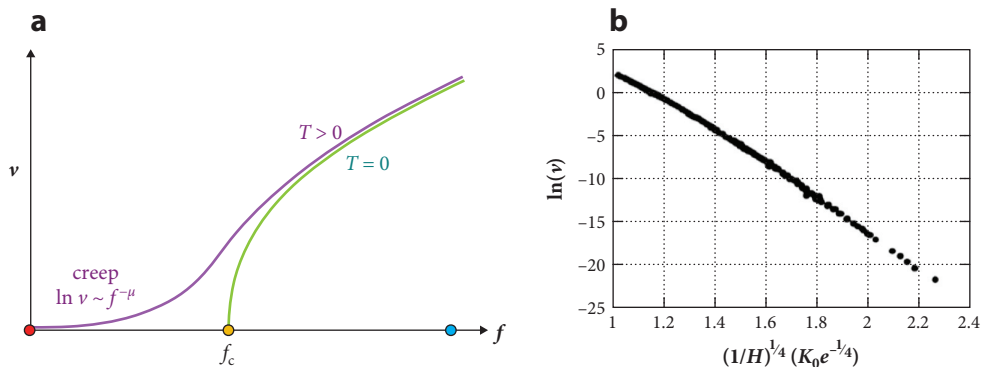 a
v
T > 0
T = 0
creep
ln v ~ f⁻ᵘ
f_c
f
b
ln(v)
5
0
−5
−10
−15
−20
−25
1
1.2
1.4
1.6
1.8
2
2.2
2.4
(1/H)^¼ (K₀e^−¼)